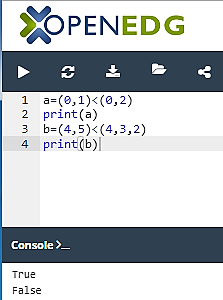 OPENEDG
1 a=(0,1)<(0,2)
2 print(a)
3 b=(4,5)<(4,3,2)
4 print(b)
Console >_
True
False